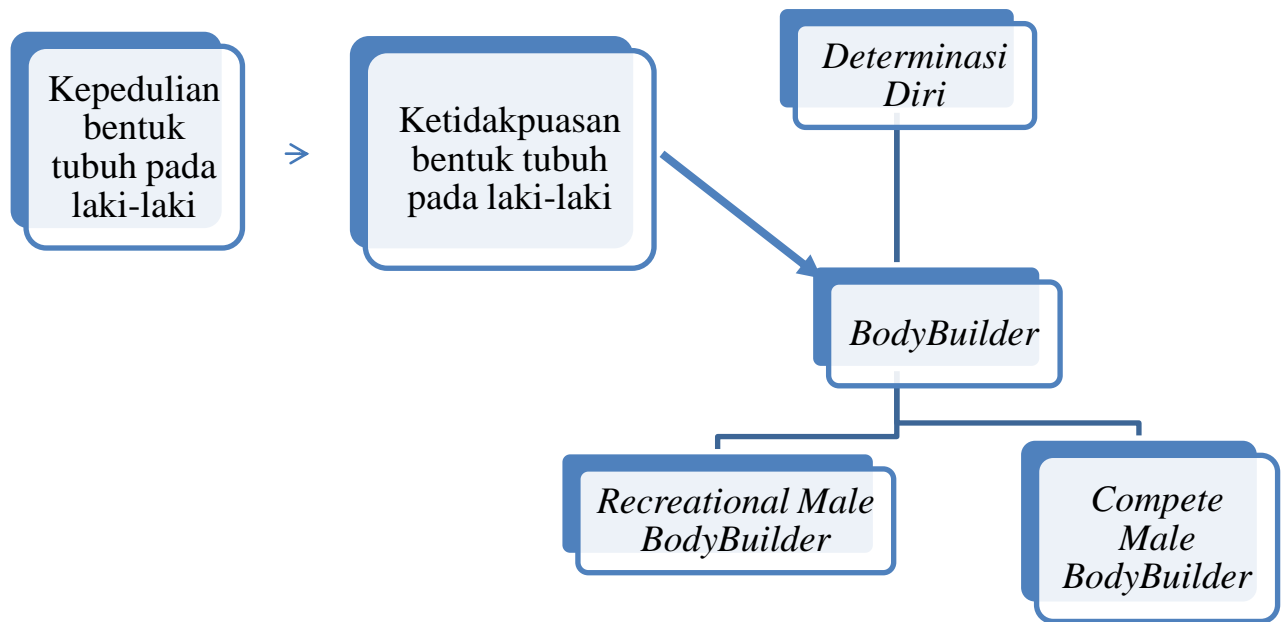 Kepedulian
bentuk
tubuh pada
laki-laki
Ketidakpuasan
bentuk tubuh
pada laki-laki
Determinasi
Diri
BodyBuilder
Recreational Male
BodyBuilder
Compete
Male
BodyBuilder